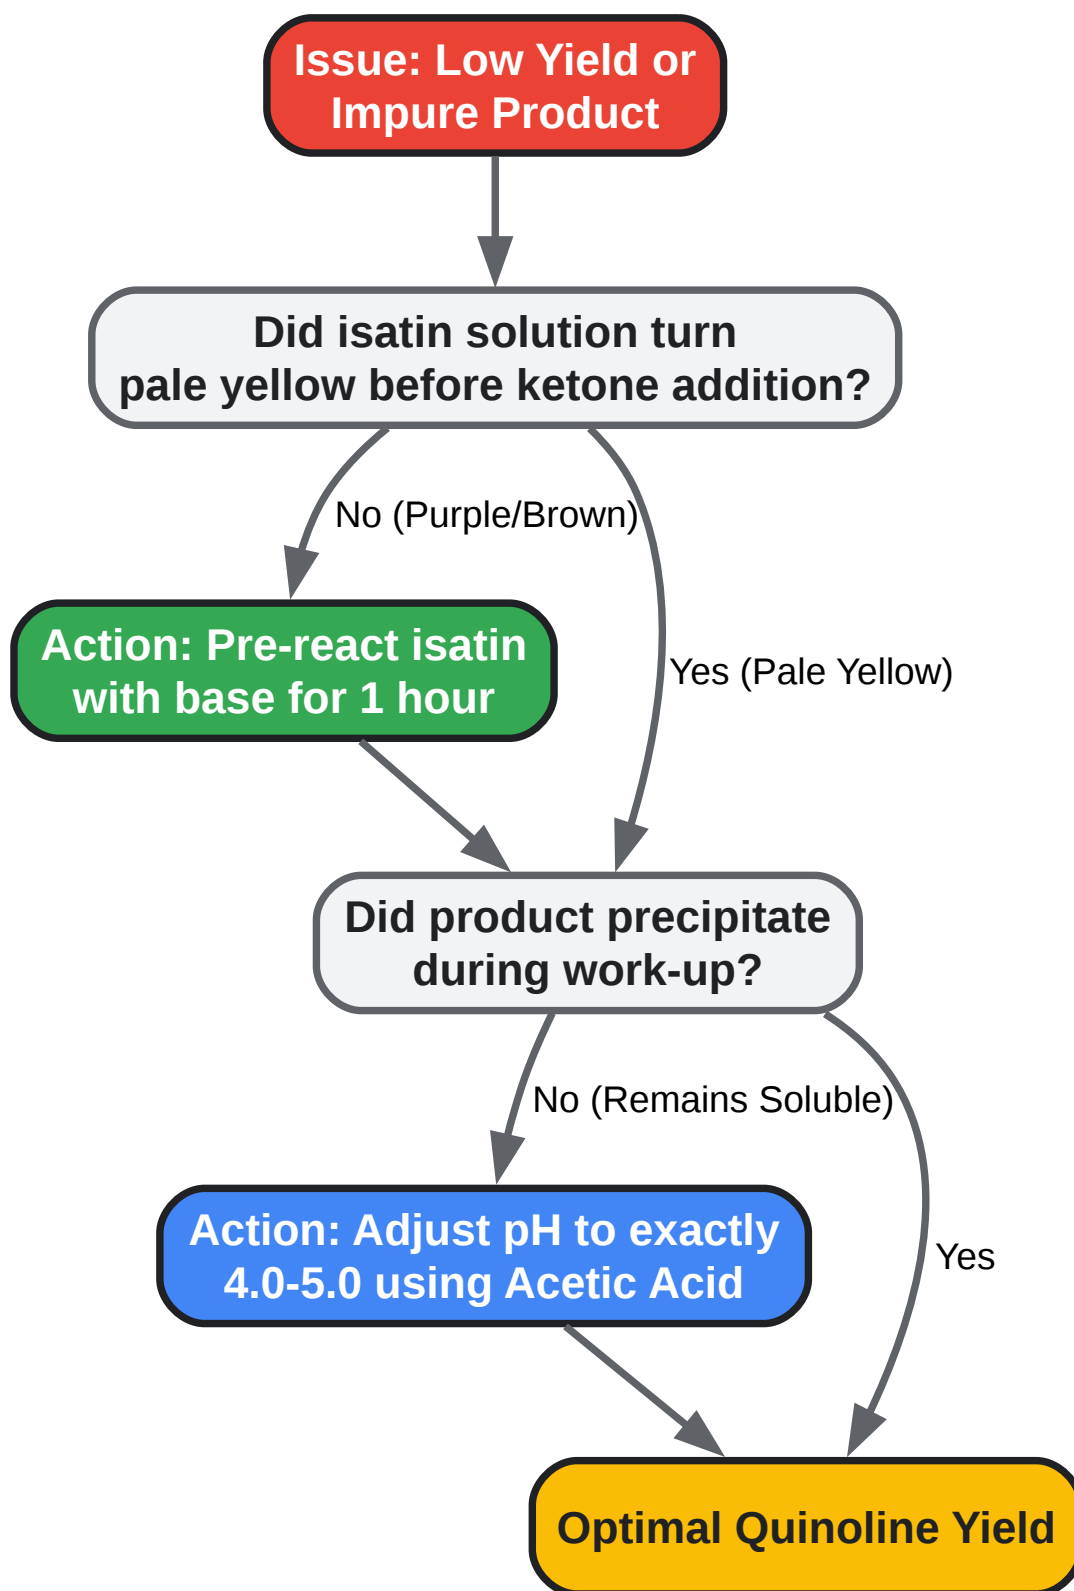 Issue: Low Yield or
Impure Product
Did isatin solution turn
pale yellow before ketone addition?
No (Purple/Brown)
Action: Pre-react isatin
with base for 1 hour
Yes (Pale Yellow)
Did product precipitate
during work-up?
No (Remains Soluble)
Action: Adjust pH to exactly
4.0-5.0 using Acetic Acid
Yes
Optimal Quinoline Yield